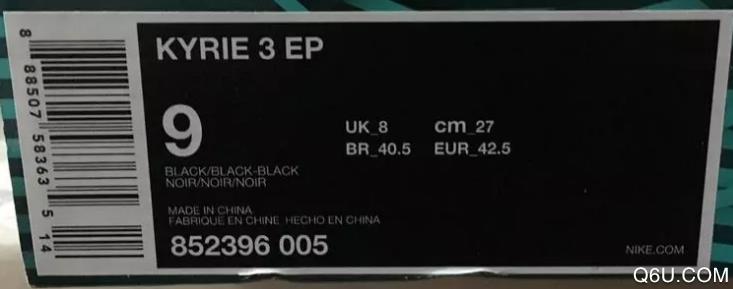 8 88507 58363 5 14
KYRIE 3 EP
9
UK_8 cm_27
BR_40.5 EUR_42.5
BLACK/BLACK-BLACK
NOIR/NOIR/NOIR
MADE IN CHINA
FABRIQUE EN CHINE HECHO EN CHINA
852396 005
NIKE.COM
Q6U.COM